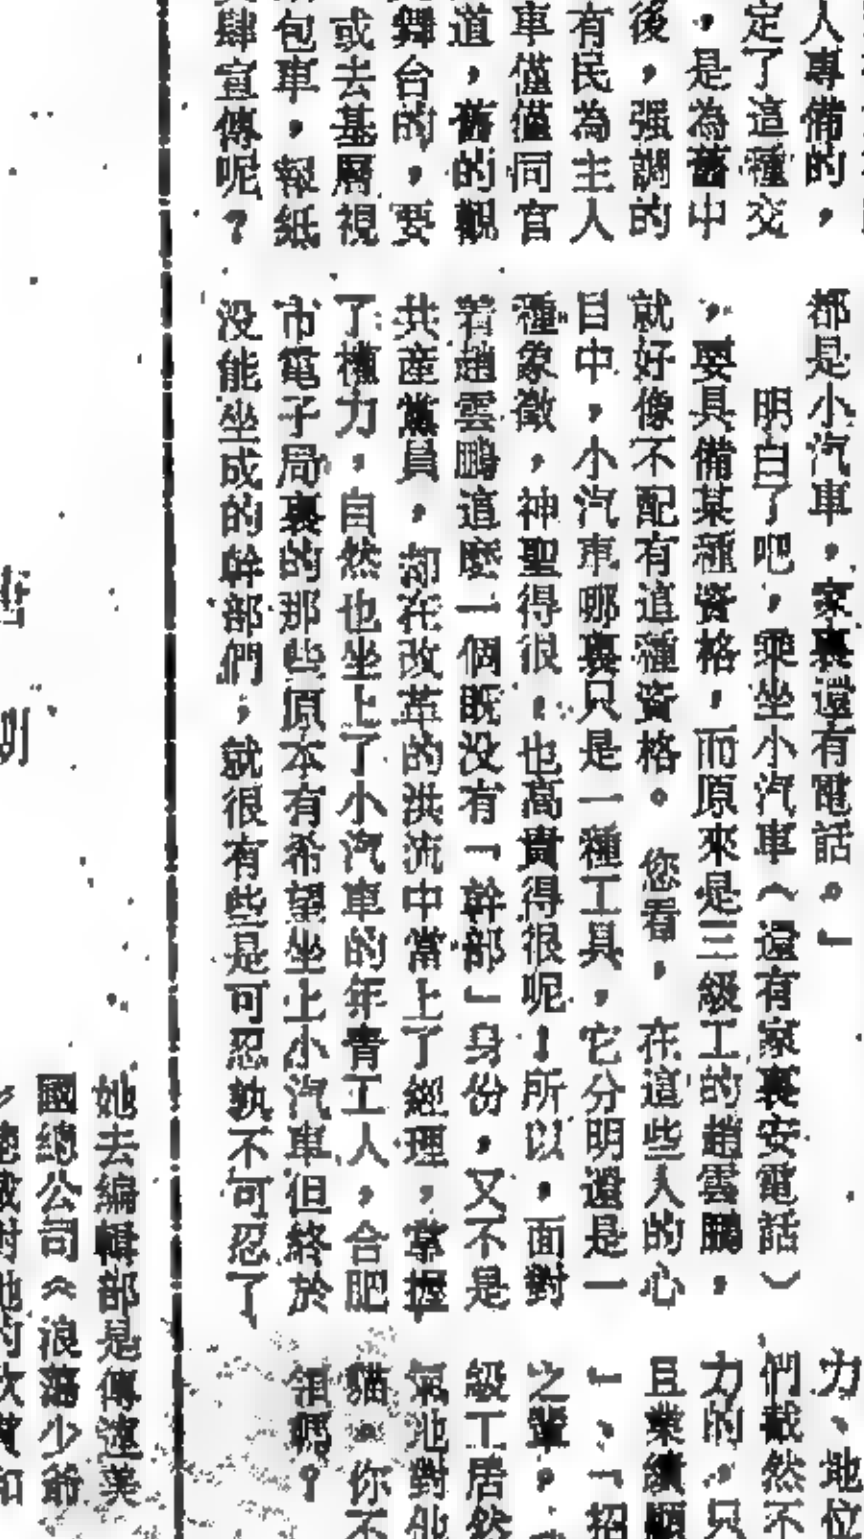 人專備的，
定了這種交
，是為舊中
後，强調的
有民為主人
車僅僅同官
道，舊的觀
舞台的，要
或去基層視
包車，報紙
肆宣傳呢？
都是小汽車，家裏還有電話。」
明白了吧，乘坐小汽車（還有家裏安電話）
，要具備某種資格，而原來是三級工的趙雲鵬，
就好像不配有這種資格。您看，在這些人的心
目中，小汽車哪裏只是一種工具，它分明還是一
種象徵，神聖得很，也高貴得很呢！所以，面對
着趙雲鵬這麼一個既没有「幹部」身份，又不是
共産黨員，却在改革的洪流中當上了經理，掌握
了權力，自然也坐上了小汽車的年青工人，合肥
市電子局裏的那些原本有希望坐上小汽車但終於
没能坐成的幹部們，就很有些是可忍孰不可忍了
力、地位
們截然不
力的，只
且業績顯
」、「招
之輩，
級工居然
氣池對他
貓 你不
領嗎？
她去編輯部是傳遞美
國總公司《浪蕩少爺